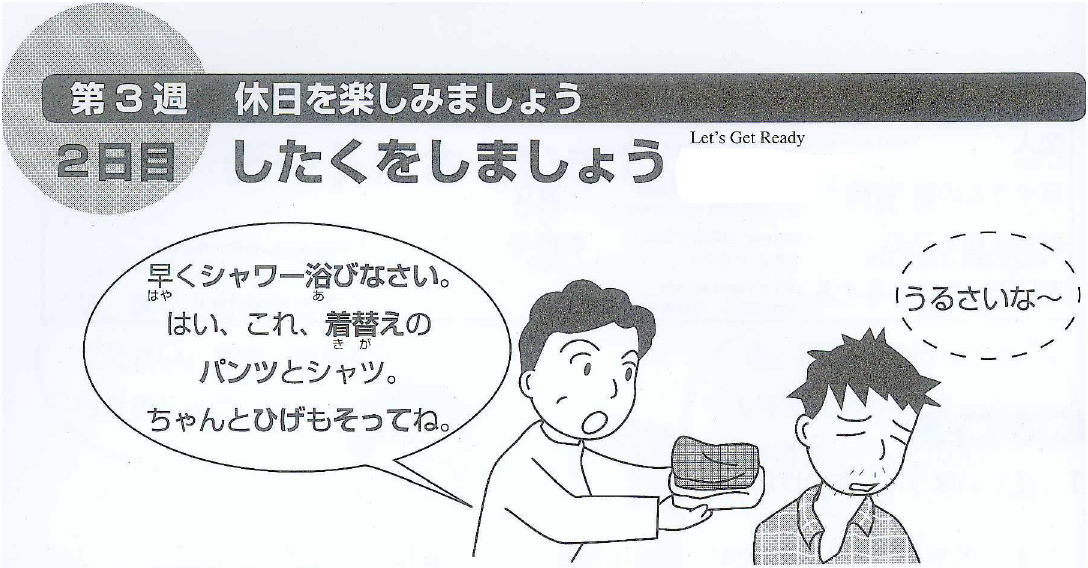 第3週 休日を楽しみましょう
2日目 したくをしましょう Let's Get Ready
早くシャワー浴びなさい。
はや あ
はい、これ、着替えの
き が
パンツとシャツ。
ちゃんとひげもそってね。
うるさいな〜